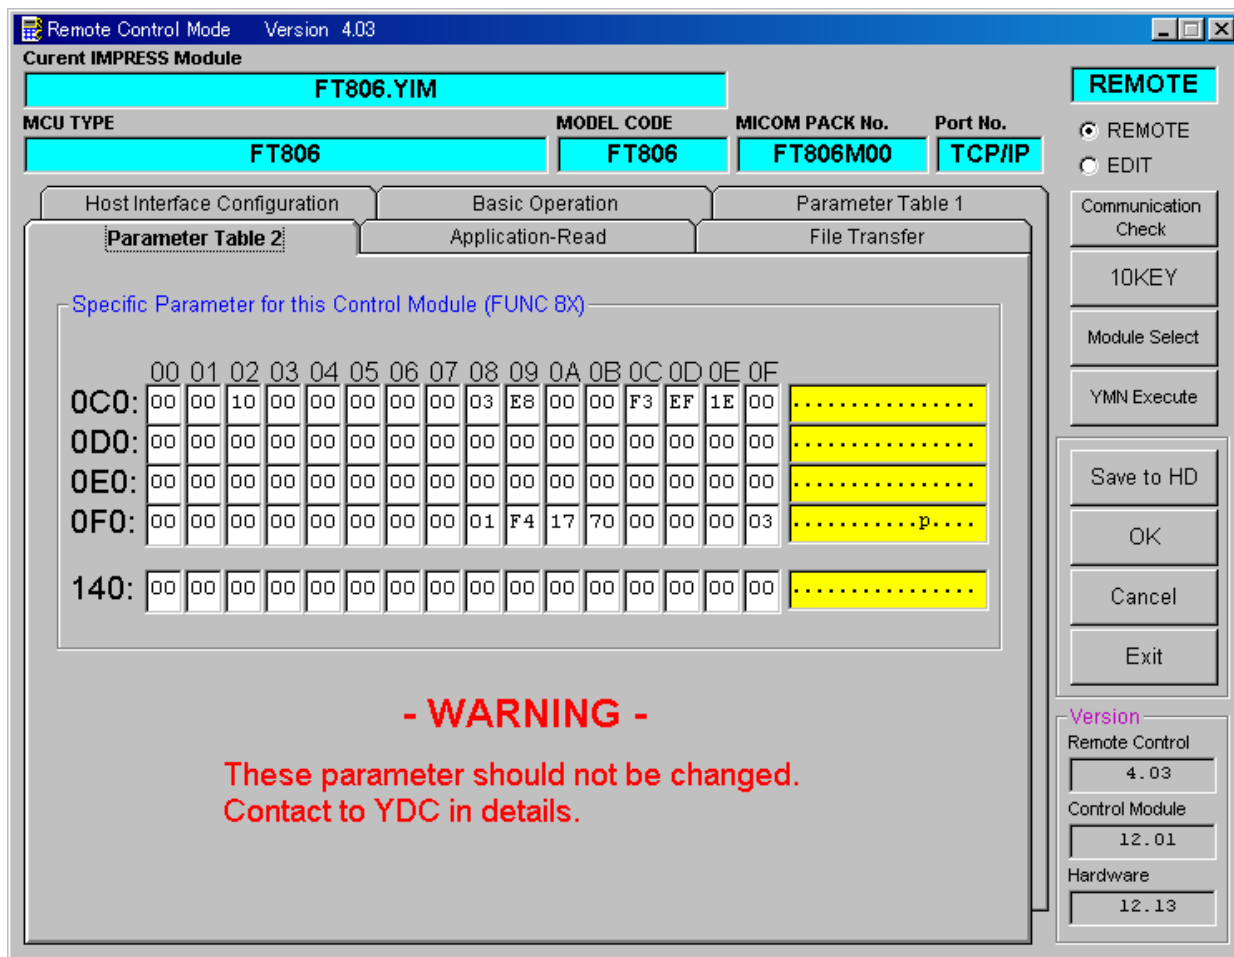 Remote Control Mode Version 4.03
Curent IMPRESS Module
FT806.YIM
MCU TYPE MODEL CODE MICOM PACK No. Port No.
FT806 FT806 FT806M00 TCP/IP
Host Interface Configuration Basic Operation Parameter Table 1
Parameter Table 2 Application-Read File Transfer
Specific Parameter for this Control Module (FUNC 8X)
00 01 02 03 04 05 06 07 08 09 0A 0B 0C 0D 0E 0F
0C0: 00 00 10 00 00 00 00 00 03 E8 00 00 F3 EF 1E 00 ................
0D0: 00 00 00 00 00 00 00 00 00 00 00 00 00 00 00 00 ................
0E0: 00 00 00 00 00 00 00 00 00 00 00 00 00 00 00 00 ................
0F0: 00 00 00 00 00 00 00 00 01 F4 17 70 00 00 00 03 ...........p....
140: 00 00 00 00 00 00 00 00 00 00 00 00 00 00 00 00 ................
- WARNING -
These parameter should not be changed.
Contact to YDC in details.
REMOTE
REMOTE
EDIT
Communication
Check
10KEY
Module Select
YMN Execute
Save to HD
OK
Cancel
Exit
Version
Remote Control
4.03
Control Module
12.01
Hardware
12.13